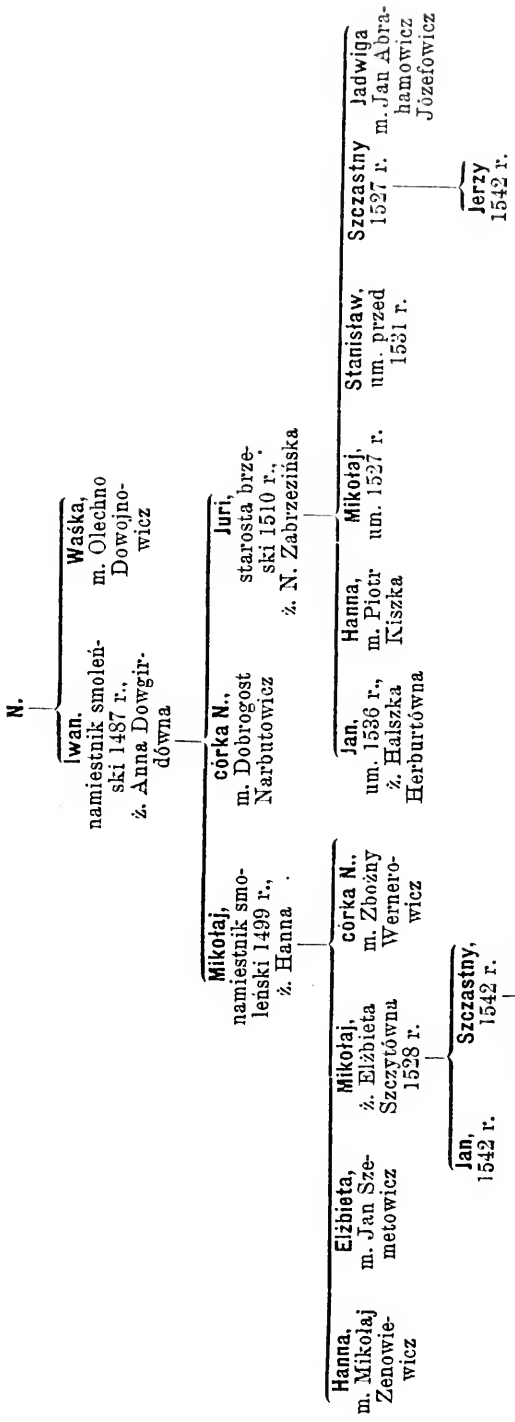 N.
Iwan.
namiestnik smoleń-
ski 1487 r.,
ż. Anna Dowgir-
dówna
Waśka,
m. Olechno
Dowojno-
wicz
Mikołaj,
namiestnik smo-
leński 1499 r.,
ż. Hanna
córka N.,
m. Dobrogost
Narbutowicz
Juri,
starosta brze-
ski 1510 r.,
ż. N. Zabrzezińska
Hanna,
m. Mikołaj
Zenowie-
wicz
Elżbieta,
m. Jan Sze-
metowicz
Mikołaj,
ż. Elżbieta
Szczytówna
1528 r.
córka N.,
m. Zbożny
Wernero-
wicz
Jan,
um. 1536 r.,
ż. Halszka
Herburtówna
Hanna,
m. Piotr
Kiszka
Mikołaj,
um. 1527 r.
Stanisław,
um. przed
1531 r.
Szczastny
1527 r.
Jadwiga
m. Jan Abra-
hamowicz
Józefowicz
Jan,
1542 r.
Szczastny,
1542 r.
Jerzy
1542 r.